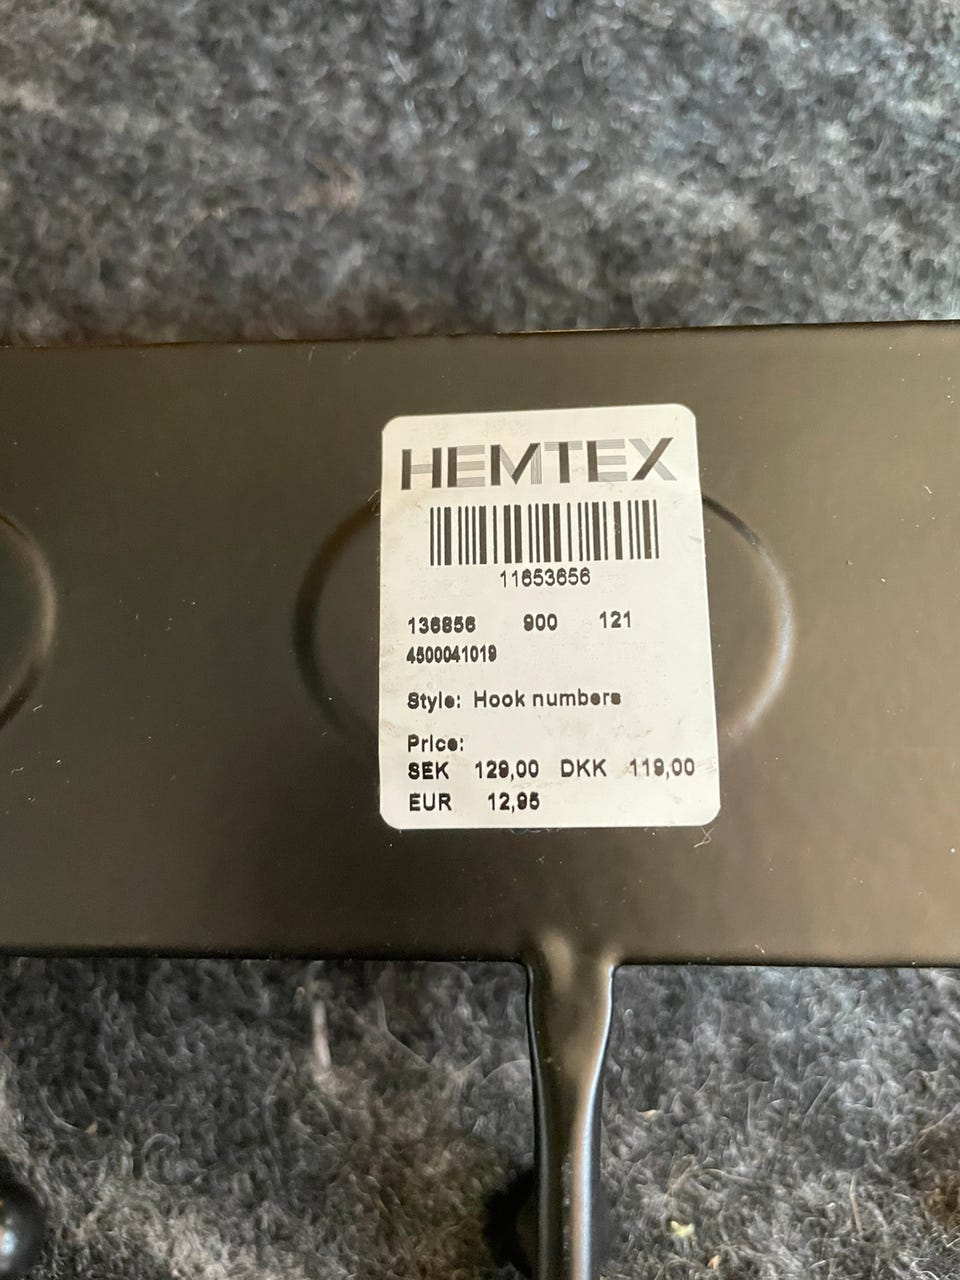 HEMTEX
11653656
136856 900 121
4500041019
Style: Hook numbers
Price:
SEK 129,00 DKK 119,00
EUR 12,95